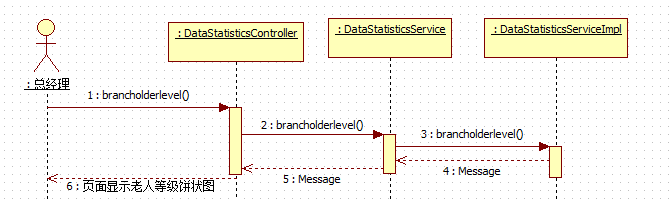 : DataStatisticsController
: DataStatisticsService
: DataStatisticsServiceImpl
: 总经理
1 : brancholderlevel()
2 : brancholderlevel()
3 : brancholderlevel()
4 : Message
5 : Message
6 : 页面显示老人等级饼状图